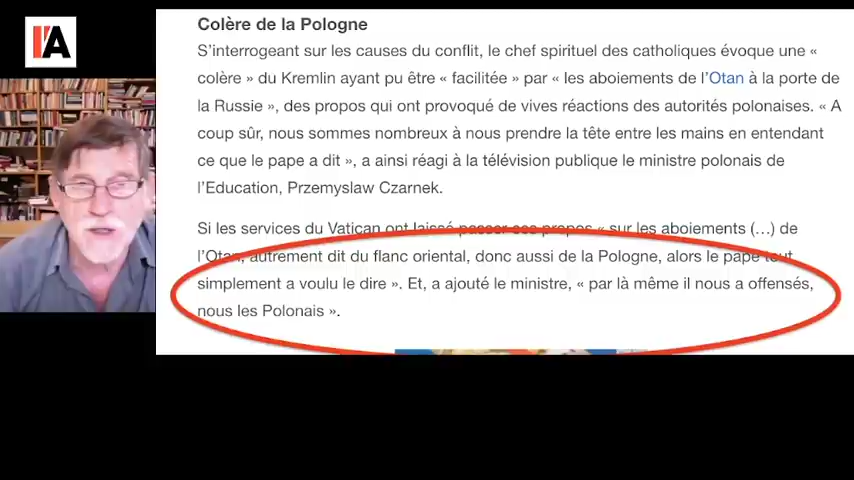 IA
Colère de la Pologne
S'interrogeant sur les causes du conflit, le chef spirituel des catholiques évoque une «
colère » du Kremlin ayant pu être « facilitée » par « les aboiements de l'Otan à la porte de
la Russie », des propos qui ont provoqué de vives réactions des autorités polonaises. « A
coup sûr, nous sommes nombreux à nous prendre la tête entre les mains en entendant
ce que le pape a dit », a ainsi réagi à la télévision publique le ministre polonais de
l'Education, Przemyslaw Czarnek.
Si les services du Vatican ont laissé passer ces propos « sur les aboiements (…) de
l'Otan, autrement dit du flanc oriental, donc aussi de la Pologne, alors le pape tout
simplement a voulu le dire ». Et, a ajouté le ministre, « par là même il nous a offensés,
nous les Polonais ».